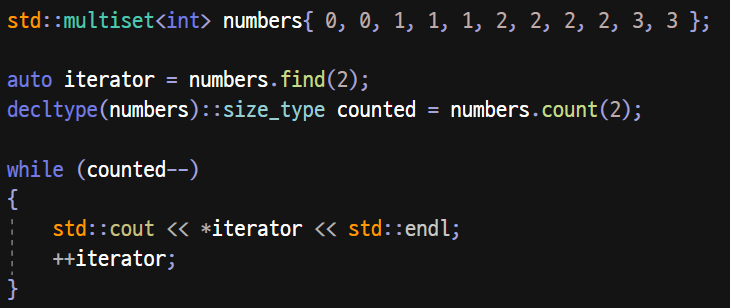 std::multiset<int> numbers{ 0, 0, 1, 1, 1, 2, 2, 2, 2, 3, 3 };
auto iterator = numbers.find(2);
decltype(numbers)::size_type counted = numbers.count(2);
while (counted--)
{
    std::cout << *iterator << std::endl;
    ++iterator;
}